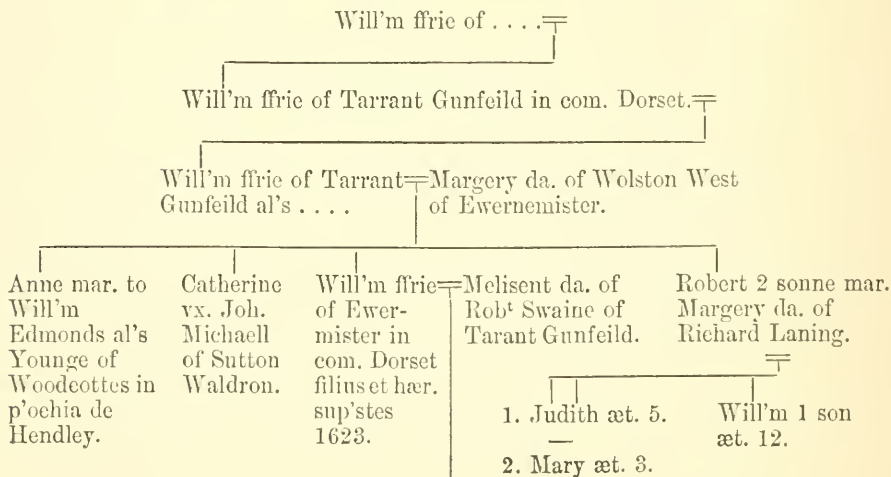 Will'm ffrie of . . . .
Will'm ffrie of Tarrant Gunfeild in com. Dorset.
Will'm ffrie of Tarrant
Gunfeild al's . . . .
Margery da. of Wolston West
of Ewernemister.
Anne mar. to
Will'm
Edmonds al's
Younge of
Woodcottes in
p'ochia de
Hendley.
Catherine
vx. Joh.
Michaell
of Sutton
Waldron.
Will'm ffrie
of Ewer-
mister in
com. Dorset
filius et hær.
sup'stes
1623.
Melisent da. of
Robᵗ Swaine of
Tarant Gunfeild.
Robert 2 sonne mar.
Margery da. of
Richard Laning.
1. Judith æt. 5.
2. Mary æt. 3.
Will'm 1 son
æt. 12.